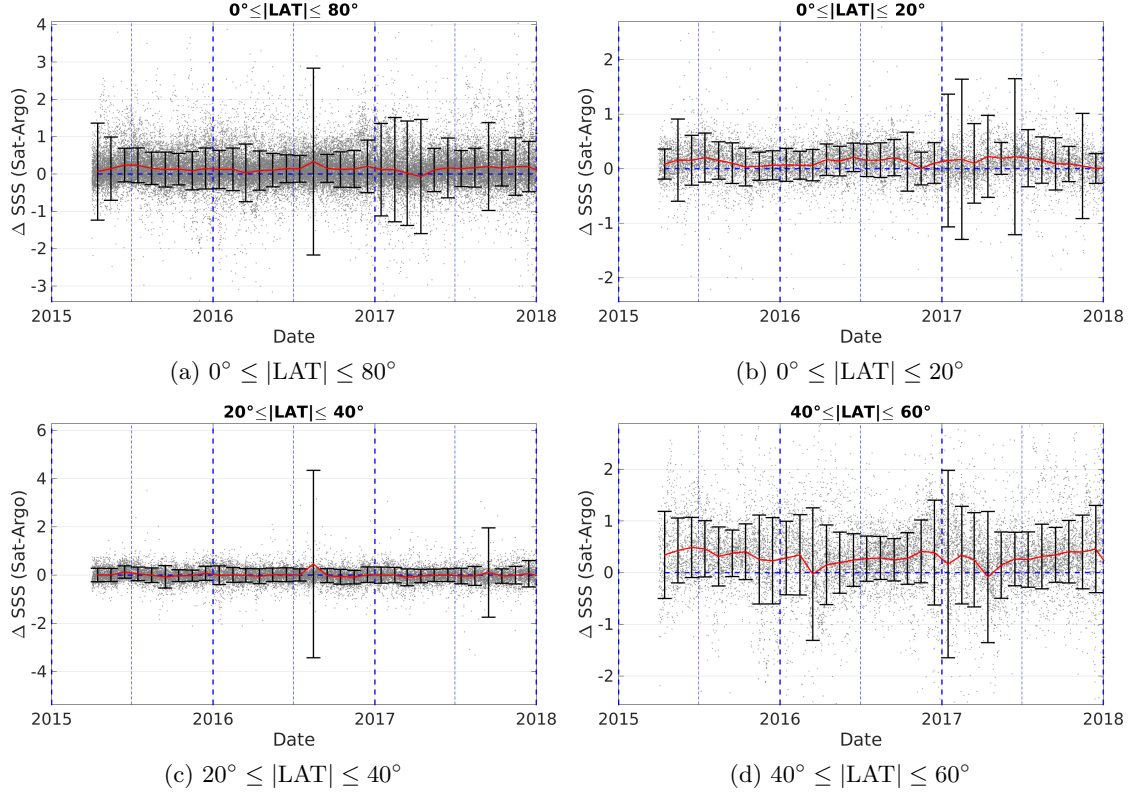 0°≤|LAT|≤ 80°
4
3
2
1
0
-1
-2
-3
Δ SSS (Sat-Argo)
2015
2016
2017
2018
Date
(a) 0° ≤ |LAT| ≤ 80°
0°≤|LAT|≤ 20°
2
1
0
-1
-2
Δ SSS (Sat-Argo)
2015
2016
2017
2018
Date
(b) 0° ≤ |LAT| ≤ 20°
20°≤|LAT|≤ 40°
6
4
2
0
-2
-4
Δ SSS (Sat-Argo)
2015
2016
2017
2018
Date
(c) 20° ≤ |LAT| ≤ 40°
40°≤|LAT|≤ 60°
2
1
0
-1
-2
Δ SSS (Sat-Argo)
2015
2016
2017
2018
Date
(d) 40° ≤ |LAT| ≤ 60°